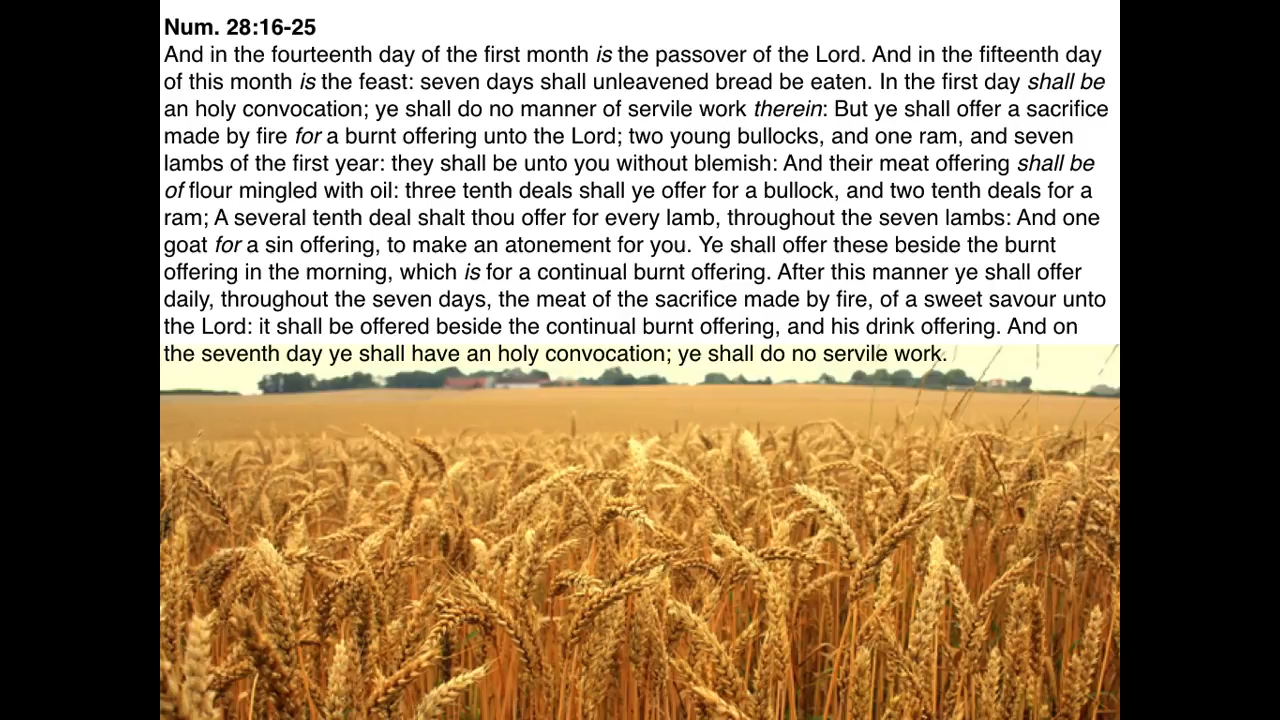 Num. 28:16-25
And in the fourteenth day of the first month is the passover of the Lord. And in the fifteenth day
of this month is the feast: seven days shall unleavened bread be eaten. In the first day shall be
an holy convocation; ye shall do no manner of servile work therein: But ye shall offer a sacrifice
made by fire for a burnt offering unto the Lord; two young bullocks, and one ram, and seven
lambs of the first year: they shall be unto you without blemish: And their meat offering shall be
of flour mingled with oil: three tenth deals shall ye offer for a bullock, and two tenth deals for a
ram; A several tenth deal shalt thou offer for every lamb, throughout the seven lambs: And one
goat for a sin offering, to make an atonement for you. Ye shall offer these beside the burnt
offering in the morning, which is for a continual burnt offering. After this manner ye shall offer
daily, throughout the seven days, the meat of the sacrifice made by fire, of a sweet savour unto
the Lord: it shall be offered beside the continual burnt offering, and his drink offering. And on
the seventh day ye shall have an holy convocation; ye shall do no servile work.